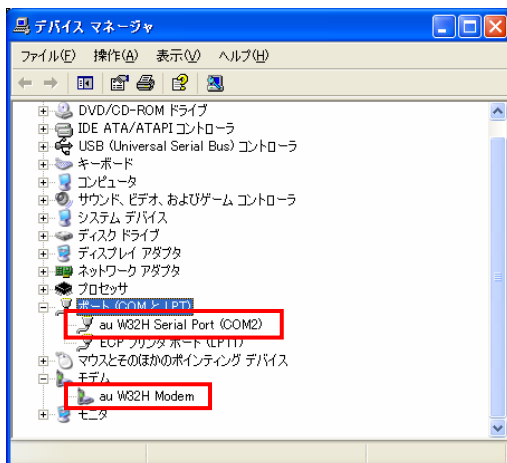 デバイス マネージャ
ファイル(F) 操作(A) 表示(V) ヘルプ(H)
DVD/CD-ROM ドライブ
IDE ATA/ATAPI コントローラ
USB (Universal Serial Bus) コントローラ
キーボード
コンピュータ
サウンド、ビデオ、およびゲーム コントローラ
システム デバイス
ディスク ドライブ
ディスプレイ アダプタ
ネットワーク アダプタ
プロセッサ
ポート (COM と LPT)
au W32H Serial Port (COM2)
ECP プリンタ ポート (LPT1)
マウスとそのほかのポインティング デバイス
モデム
au W32H Modem
モニタ